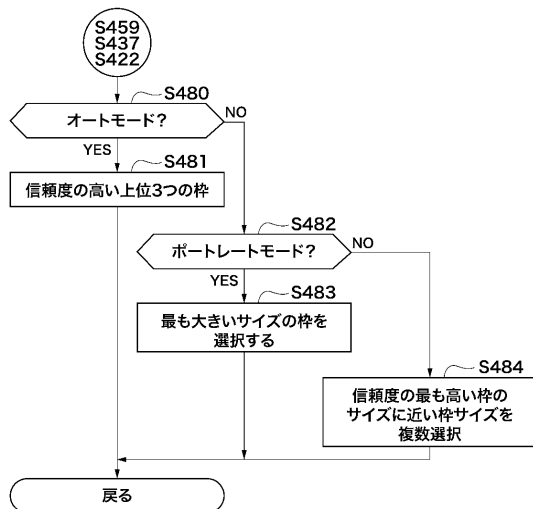 S459
S437
S422
S480
オートモード?
NO
YES
S481
信頼度の高い上位3つの枠
S482
ポートレートモード?
NO
YES
S483
最も大きいサイズの枠を
選択する
S484
信頼度の最も高い枠の
サイズに近い枠サイズを
複数選択
戻る